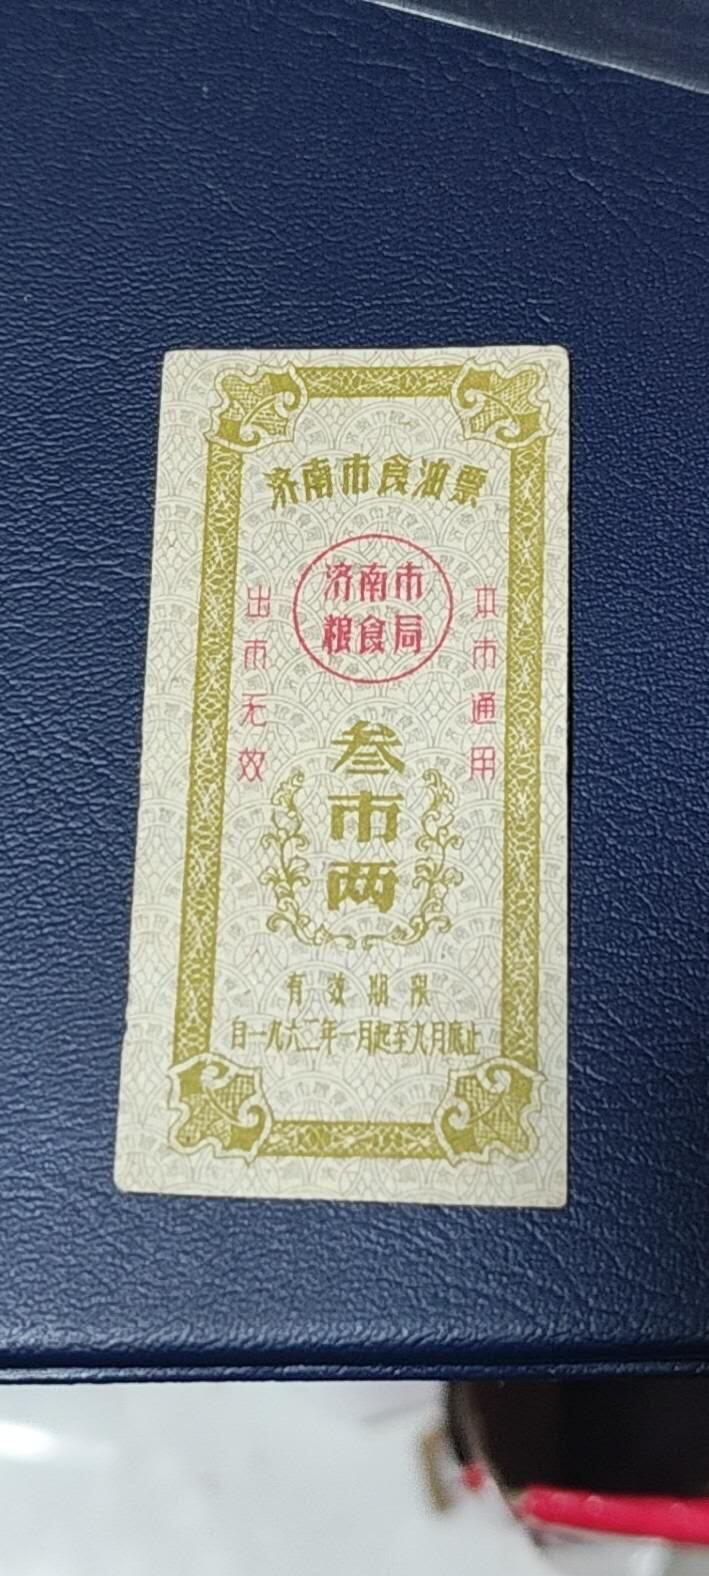 济南市食油票
济南市
粮食局
本市通用
出市无效
叁市两
有效期限
自一九六二年一月起至九月底止